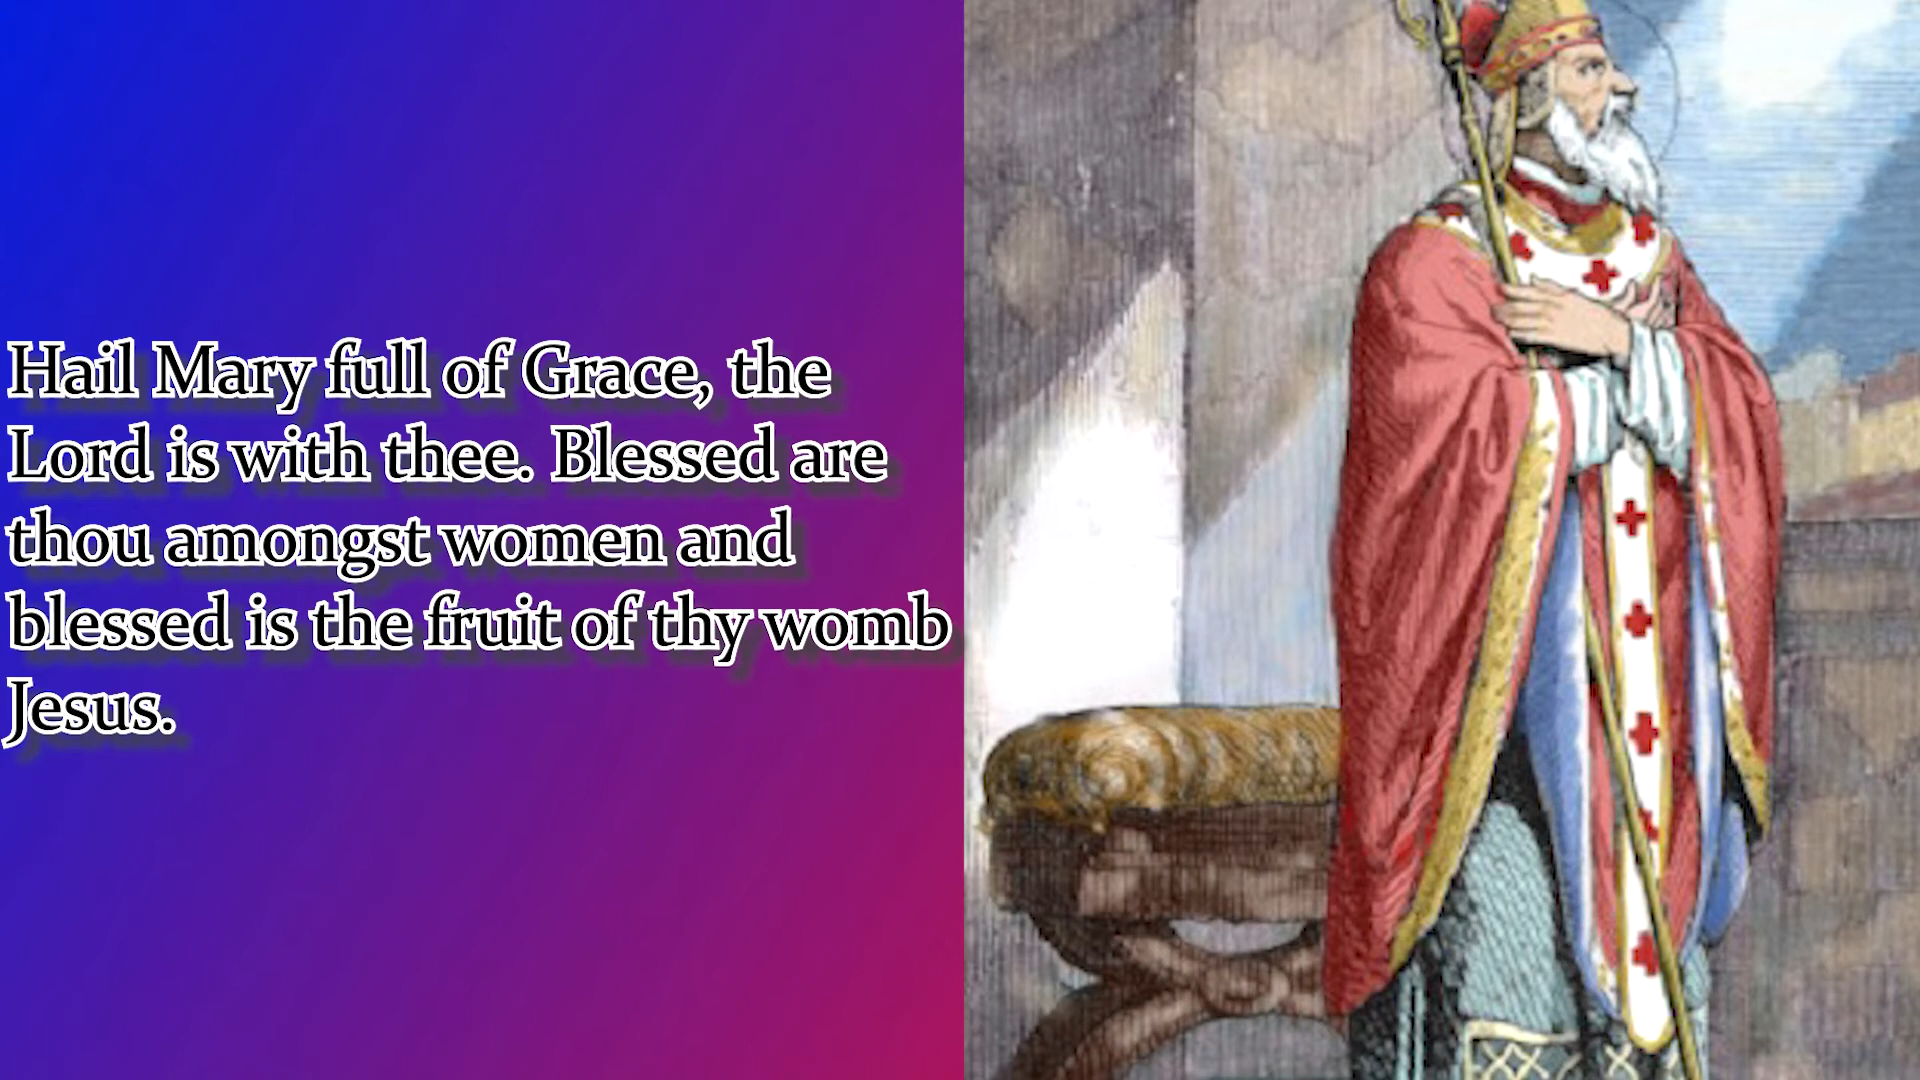 Hail Mary full of Grace, the
Lord is with thee. Blessed are
thou amongst women and
blessed is the fruit of thy womb
Jesus.